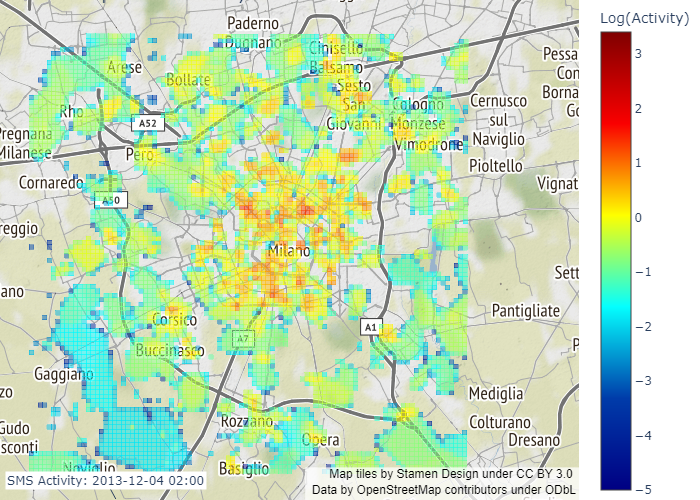 Log(Activity)
3
2
1
0
−1
−2
−3
−4
−5
Paderno
Dugnano
Cinisello
Balsamo
Arese
Bollate
Sesto
San
Giovanni
Rho
Cologno
Monzese
Cernusco
sul
Naviglio
Pessa
Con
Borna
Go
A52
Pregnana
Milanese
Pero
Vimodrone
Pioltello
Cornaredo
Vignat
A50
reggio
Milano
Sett
ano
Pantigliate
Corsico
A1
A7
Buccinasco
P
Gaggiano
zo
Mediglia
Rozzano
Colturano
Gudo
sconti
Opera
Dresano
Noviglio
Basiglio
SMS Activity: 2013-12-04 02:00
Map tiles by Stamen Design under CC BY 3.0
Data by OpenStreetMap contributors under ODbL